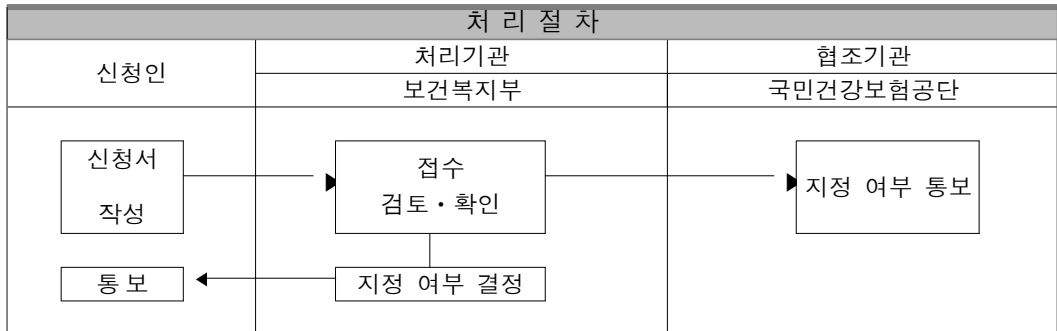 처 리 절 차
신청인
처리기관
협조기관
보건복지부
국민건강보험공단
신청서
작성
접수
검토·확인
지정 여부 통보
통 보
지정 여부 결정